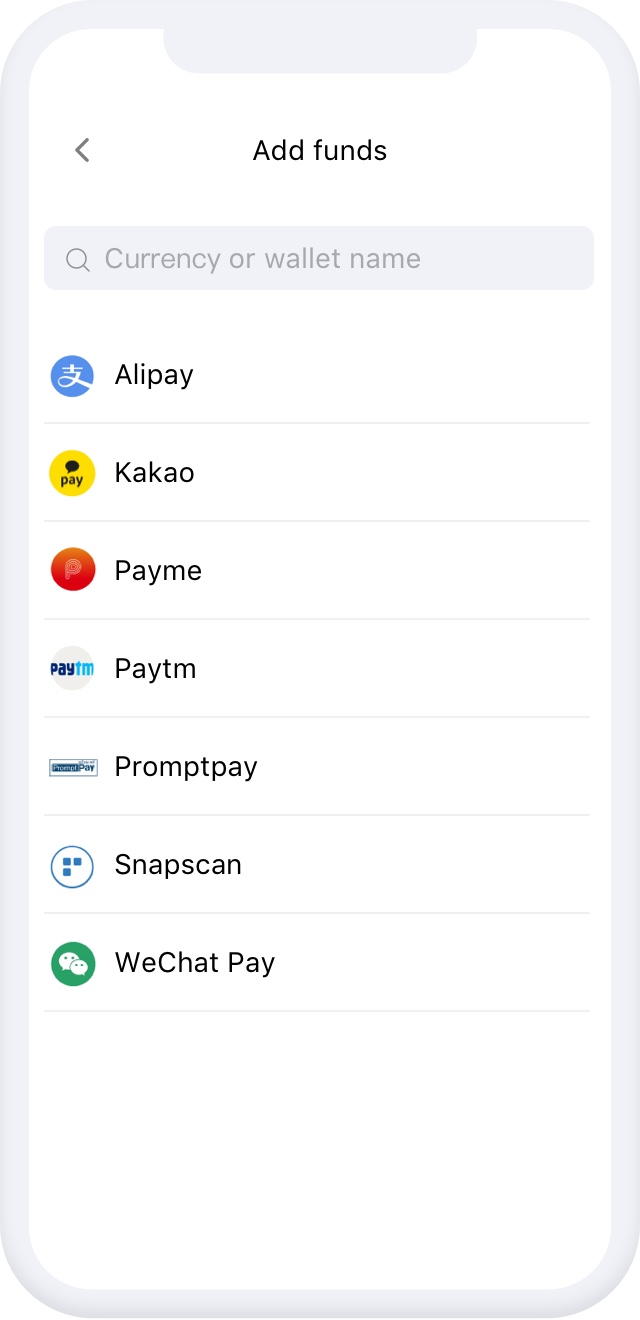 Add funds
Currency or wallet name
支 Alipay
pay Kakao
Payme
paytm Paytm
PromptPay Promptpay
Snapscan
WeChat Pay